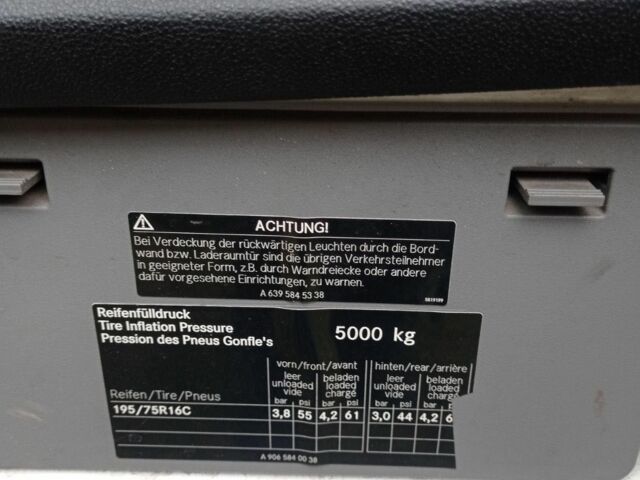 ACHTUNG!
Bei Verdeckung der rückwärtigen Leuchten durch die Bord-
wand bzw. Laderaumtür sind die übrigen Verkehrsteilnehmer
in geeigneter Form, z.B. durch Warndreiecke oder andere
dafür vorgesehene Einrichtungen, zu warnen.
A 639 584 53 38
Reifenfülldruck
Tire Inflation Pressure
Pression des Pneus Gonfle's
5000 kg
vorn/front/avant hinten/rear/arrière
leer beladen leer beladen
unloaded loaded unloaded loaded
vide chargé vide charg
Reifen/Tire/Pneus bar psi bar psi bar psi bar
195/75R16C 3,8 55 4,2 61 3,0 44 4,2 6
A 906 584 00 38